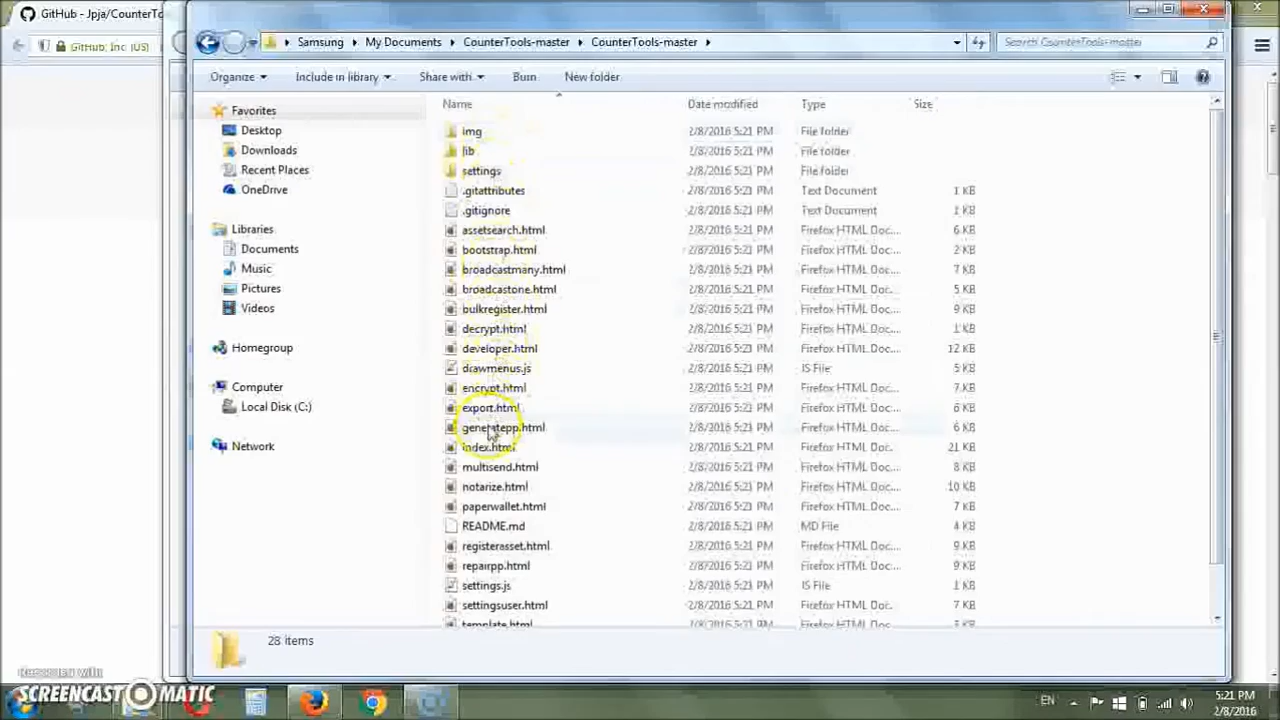 GitHub - Jpja/CounterTo
GitHub, Inc. (US)
Samsung My Documents CounterTools-master CounterTools-master
Search CounterTools-master
Organize Include in library Share with Burn New folder
Name Date modified Type Size
Favorites
Desktop
Downloads
Recent Places
OneDrive
Libraries
Documents
Music
Pictures
Videos
Homegroup
Computer
Local Disk (C:)
Network
img 2/8/2016 5:21 PM File folder
lib 2/8/2016 5:21 PM File folder
settings 2/8/2016 5:21 PM File folder
.gitattributes 2/8/2016 5:21 PM Text Document 1 KB
.gitignore 2/8/2016 5:21 PM Text Document 1 KB
assetsearch.html 2/8/2016 5:21 PM Firefox HTML Doc... 6 KB
bootstrap.html 2/8/2016 5:21 PM Firefox HTML Doc... 2 KB
broadcastmany.html 2/8/2016 5:21 PM Firefox HTML Doc... 7 KB
broadcastone.html 2/8/2016 5:21 PM Firefox HTML Doc... 5 KB
bulkregister.html 2/8/2016 5:21 PM Firefox HTML Doc... 9 KB
decrypt.html 2/8/2016 5:21 PM Firefox HTML Doc... 1 KB
developer.html 2/8/2016 5:21 PM Firefox HTML Doc... 12 KB
drawmenus.js 2/8/2016 5:21 PM JS File 5 KB
encrypt.html 2/8/2016 5:21 PM Firefox HTML Doc... 7 KB
export.html 2/8/2016 5:21 PM Firefox HTML Doc... 6 KB
generatepp.html 2/8/2016 5:21 PM Firefox HTML Doc... 6 KB
index.html 2/8/2016 5:21 PM Firefox HTML Doc... 21 KB
multisend.html 2/8/2016 5:21 PM Firefox HTML Doc... 8 KB
notarize.html 2/8/2016 5:21 PM Firefox HTML Doc... 10 KB
paperwallet.html 2/8/2016 5:21 PM Firefox HTML Doc... 7 KB
README.md 2/8/2016 5:21 PM MD File 4 KB
registerasset.html 2/8/2016 5:21 PM Firefox HTML Doc... 9 KB
repairpp.html 2/8/2016 5:21 PM Firefox HTML Doc... 9 KB
settings.js 2/8/2016 5:21 PM JS File 1 KB
settingsuser.html 2/8/2016 5:21 PM Firefox HTML Doc... 7 KB
template.html 2/8/2016 5:21 PM Firefox HTML Doc...
28 items
Recorded with
SCREENCAST-O-MATIC
EN
5:21 PM
2/8/2016